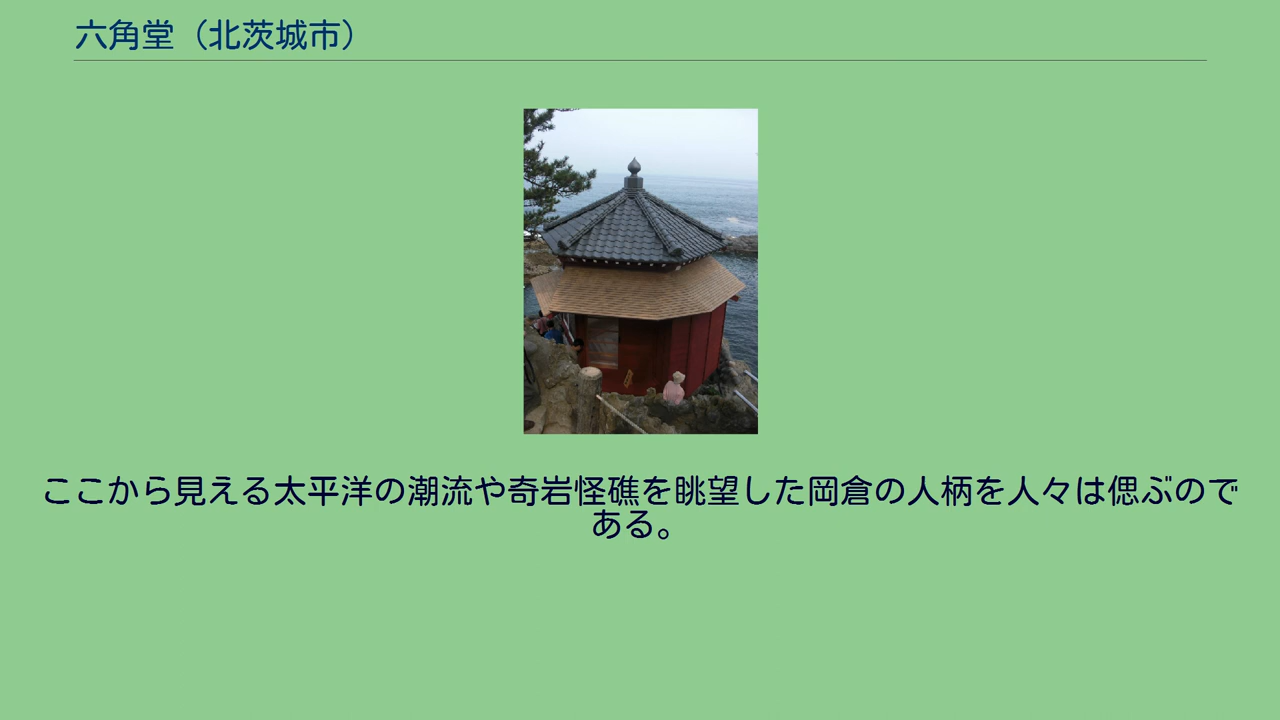 六角堂（北茨城市）
ここから見える太平洋の潮流や奇岩怪礁を眺望した岡倉の人柄を人々は偲ぶので
ある。